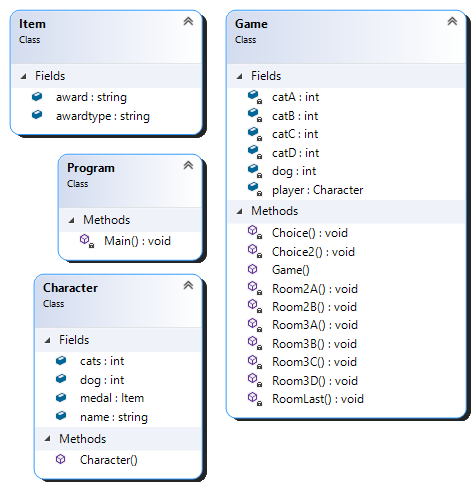 Item
Class
Fields
award : string
awardtype : string
Program
Class
Methods
Main() : void
Character
Class
Fields
cats : int
dog : int
medal : Item
name : string
Methods
Character()
Game
Class
Fields
catA : int
catB : int
catC : int
catD : int
dog : int
player : Character
Methods
Choice() : void
Choice2() : void
Game()
Room2A() : void
Room2B() : void
Room3A() : void
Room3B() : void
Room3C() : void
Room3D() : void
RoomLast() : void